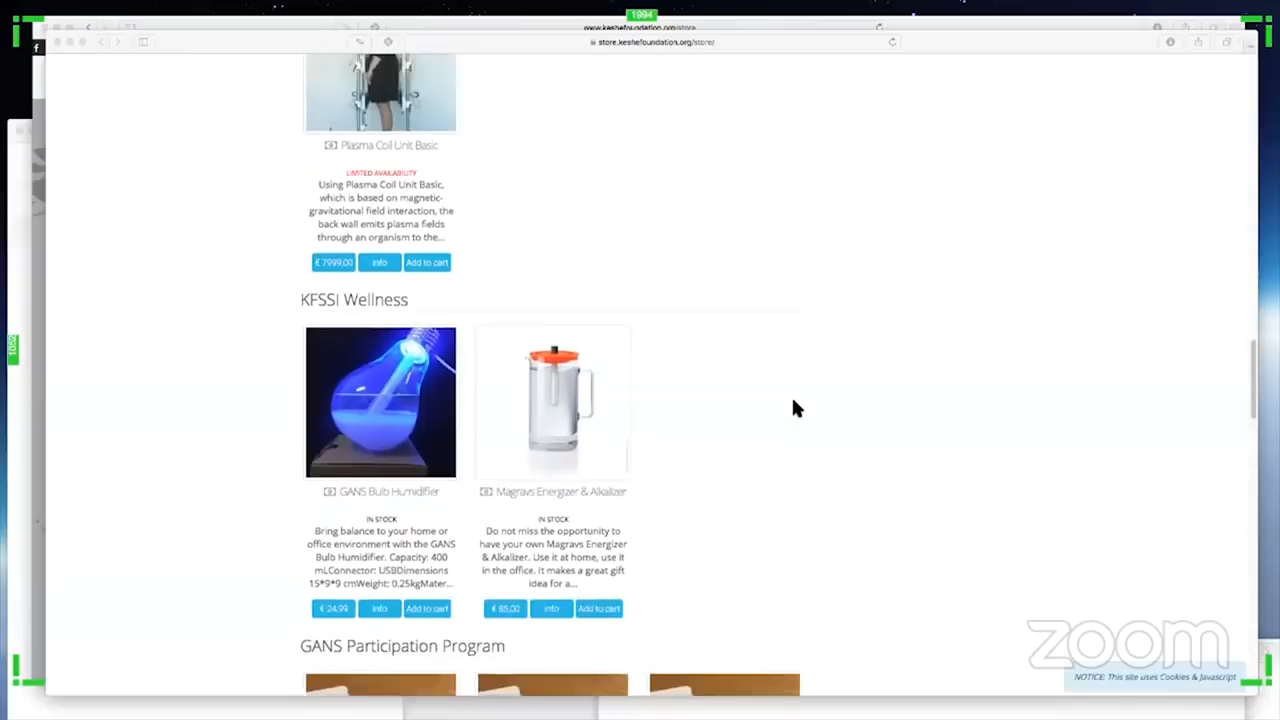 1994
www.keshefoundation.org/store
store.keshefoundation.org/store/
Plasma Coil Unit Basic
LIMITED AVAILABILITY
Using Plasma Coil Unit Basic,
which is based on magnetic-
gravitational field interaction, the
back wall emits plasma fields
through an organism to the...
€ 7999,00 Info Add to cart
KFSSI Wellness
GANS Bulb Humidifier
IN STOCK
Bring balance to your home or
office environment with the GANS
Bulb Humidifier. Capacity: 400
mLConnector: USBDimensions
15*9*9 cmWeight: 0.25kgMater...
€ 24,99 Info Add to cart
Magravs Energizer & Alkalizer
IN STOCK
Do not miss the opportunity to
have your own Magravs Energizer
& Alkalizer. Use it at home, use it
in the office. It makes a great gift
idea for a...
€ 85,00 Info Add to cart
GANS Participation Program
zoom
NOTICE: This site uses Cookies & Javascript